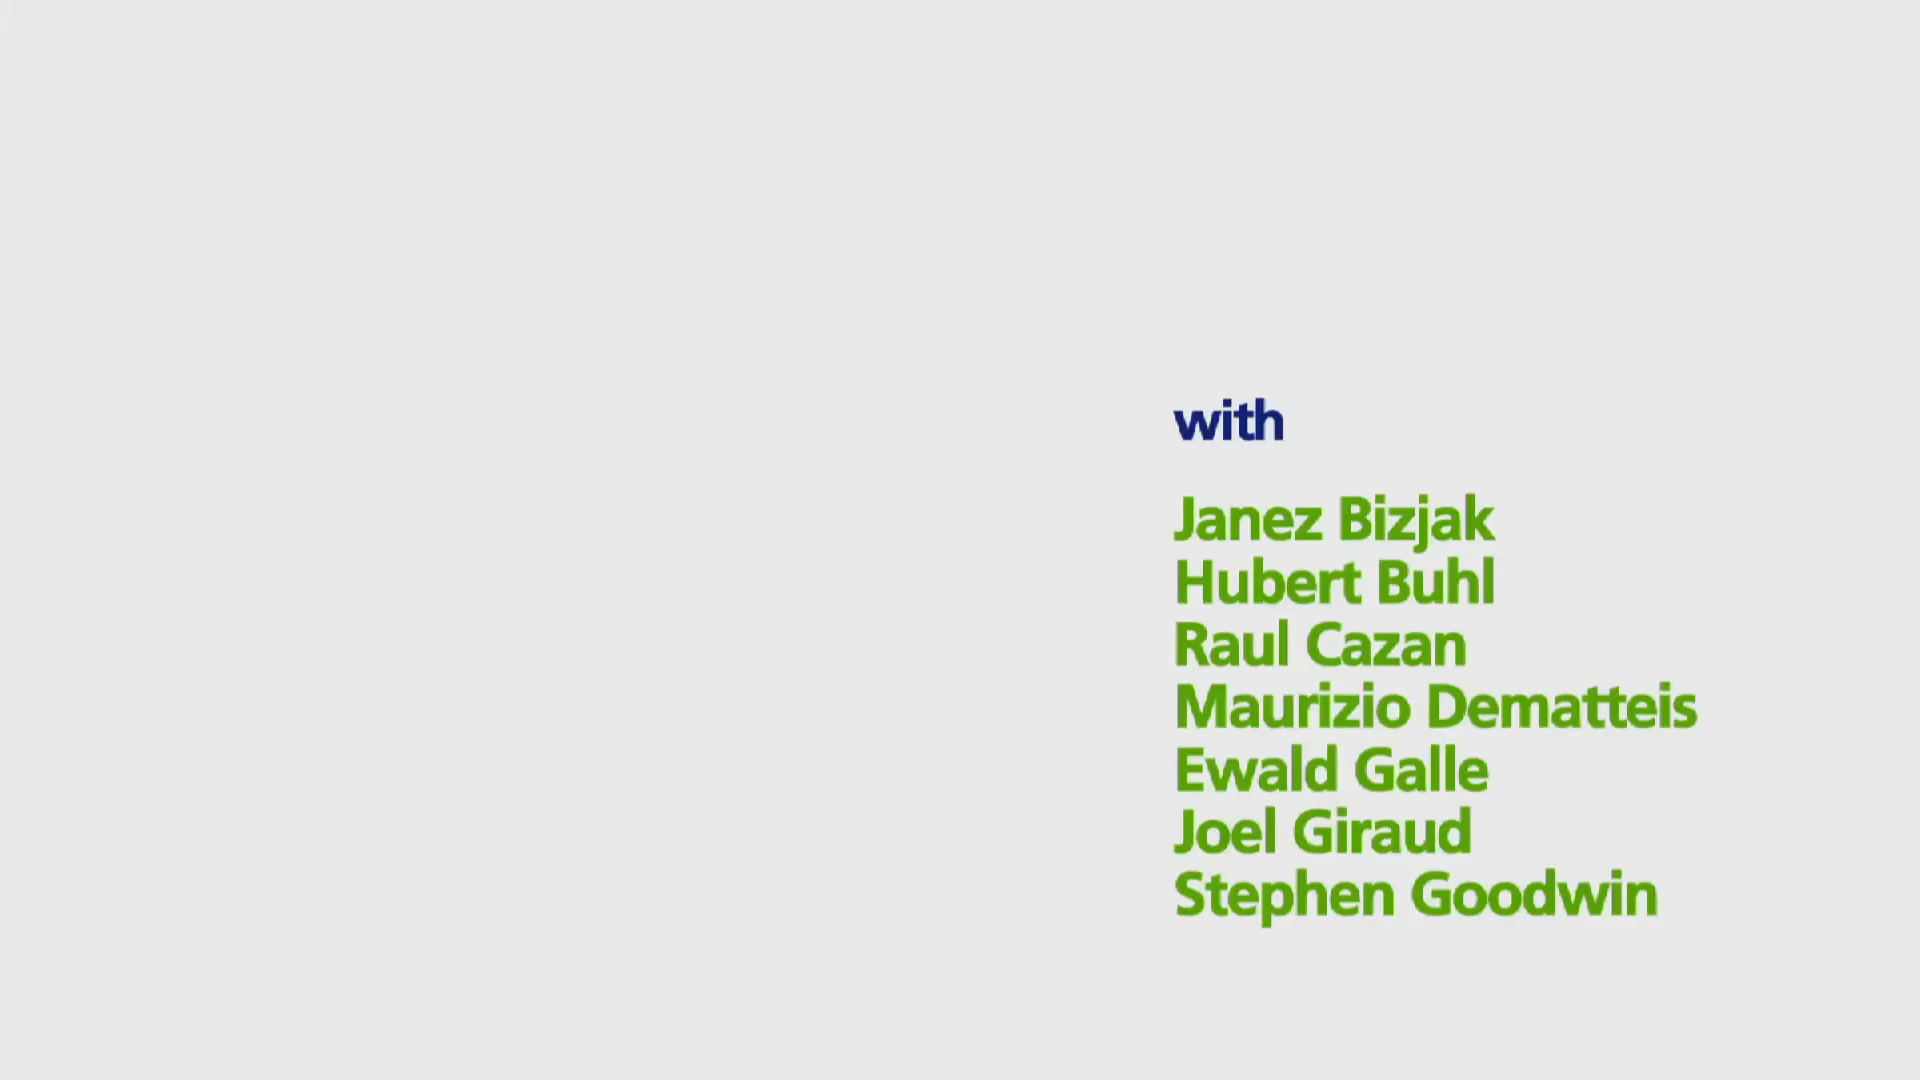 with
Janez Bizjak
Hubert Buhl
Raul Cazan
Maurizio Dematteis
Ewald Galle
Joel Giraud
Stephen Goodwin